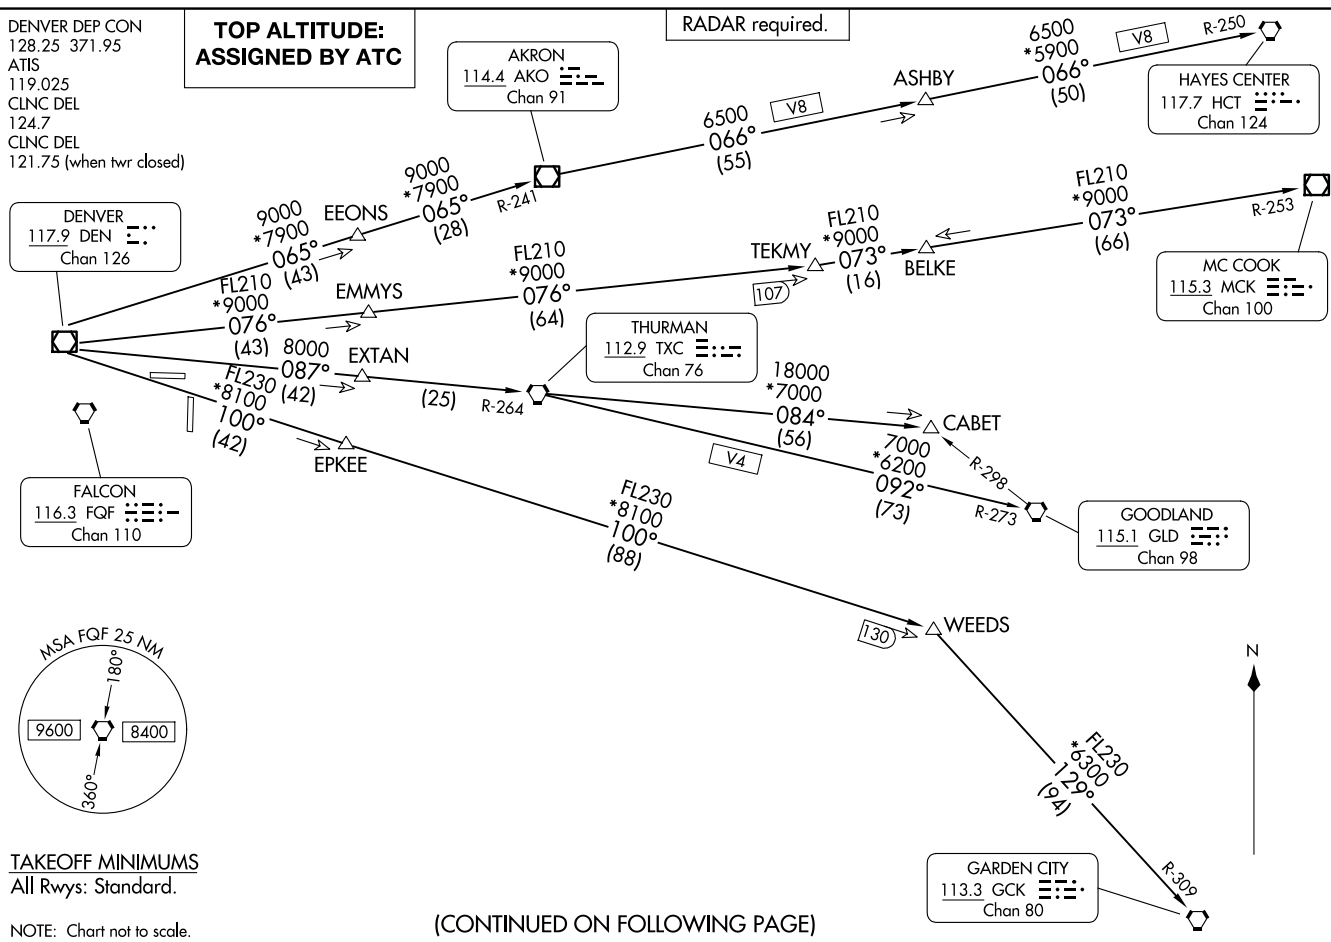 DENVER DEP CON
128.25 371.95
ATIS
119.025
CLNC DEL
124.7
CLNC DEL
121.75 (when twr closed)
TOP ALTITUDE:
ASSIGNED BY ATC
RADAR required.
AKRON
114.4 AKO
Chan 91
ASHBY
6500
*5900
066°
(50)
V8
R-250
HAYES CENTER
117.7 HCT
Chan 124
6500
066°
(55)
V8
9000
*7900
065°
(28)
R-241
EEONS
9000
*7900
065°
(43)
DENVER
117.9 DEN
Chan 126
FL210
*9000
076°
(43)
EMMYS
FL210
*9000
076°
(64)
TEKMY
107
FL210
*9000
073°
(16)
BELKE
FL210
*9000
073°
(66)
R-253
MC COOK
115.3 MCK
Chan 100
8000
087°
(42)
EXTAN
(25)
R-264
THURMAN
112.9 TXC
Chan 76
18000
*7000
084°
(56)
CABET
V4
7000
*6200
092°
(73)
R-298
R-273
GOODLAND
115.1 GLD
Chan 98
FL230
*8100
100°
(42)
EPKEE
FALCON
116.3 FQF
Chan 110
FL230
*8100
100°
(88)
130
WEEDS
FL230
*6300
129°
(94)
R-309
GARDEN CITY
113.3 GCK
Chan 80
N
MSA FQF 25 NM
180°
9600
8400
360°
TAKEOFF MINIMUMS
All Rwys: Standard.
NOTE: Chart not to scale.
(CONTINUED ON FOLLOWING PAGE)